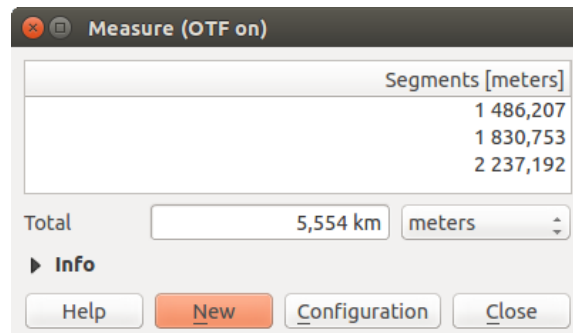 Measure (OTF on)
Segments [meters]
1 486,207
1 830,753
2 237,192
Total 5,554 km meters
Info
Help New Configuration Close